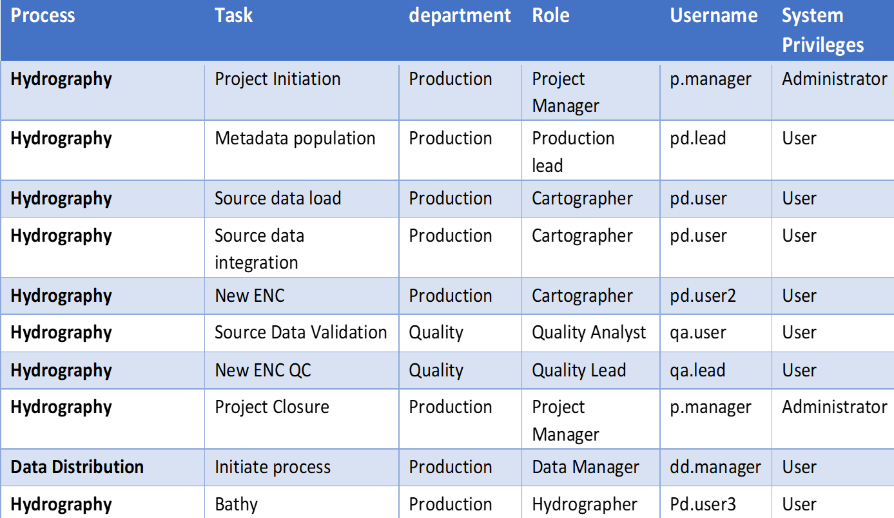 Process Task department Role Username System Privileges
Hydrography Project Initiation Production Project Manager p.manager Administrator
Hydrography Metadata population Production Production lead pd.lead User
Hydrography Source data load Production Cartographer pd.user User
Hydrography Source data integration Production Cartographer pd.user User
Hydrography New ENC Production Cartographer pd.user2 User
Hydrography Source Data Validation Quality Quality Analyst qa.user User
Hydrography New ENC QC Quality Quality Lead qa.lead User
Hydrography Project Closure Production Project Manager p.manager Administrator
Data Distribution Initiate process Production Data Manager dd.manager User
Hydrography Bathy Production Hydrographer Pd.user3 User